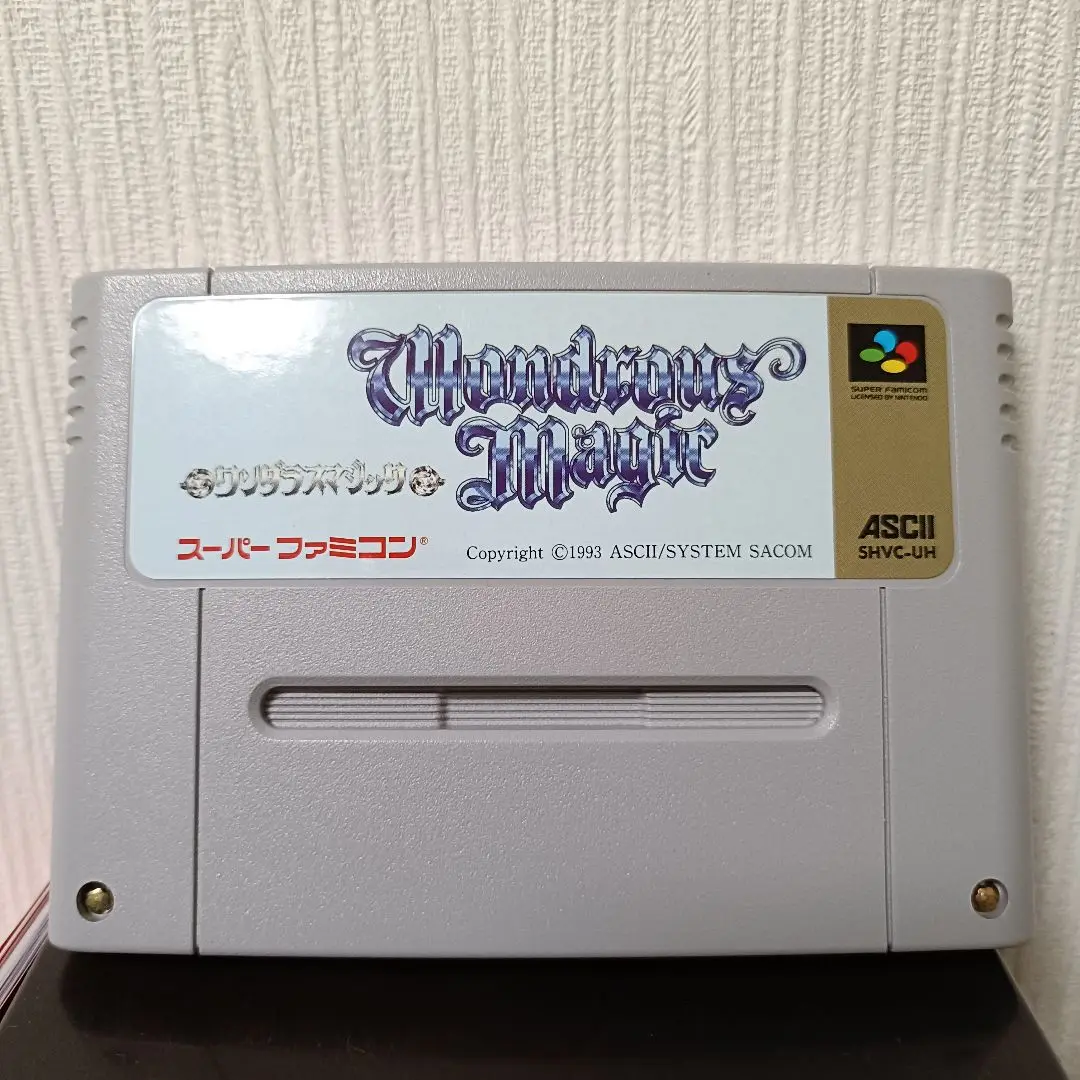 Wondrous
Magic
ワンダラスマジック
スーパーファミコン®
Copyright ©1993 ASCII/SYSTEM SACOM
SUPER FAMICOM
LICENSED BY NINTENDO
ASCII
SHVC-UH